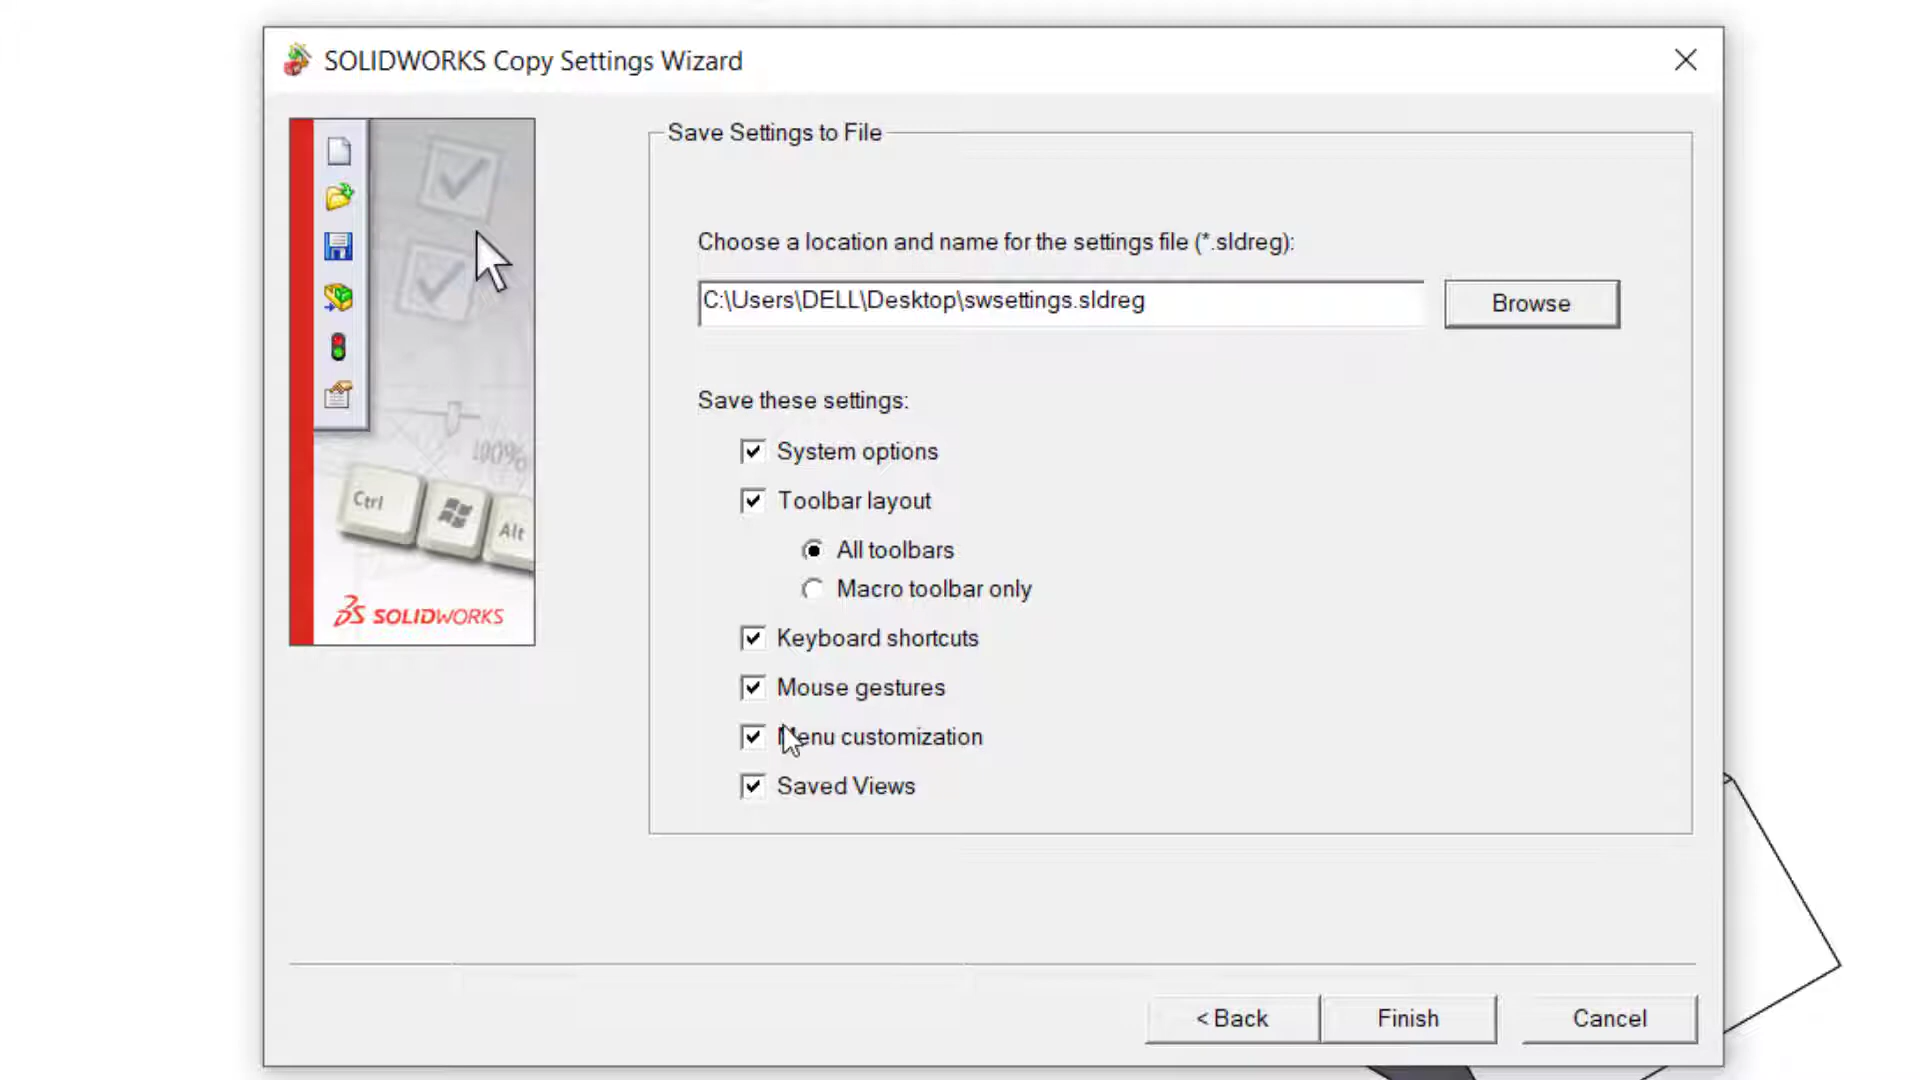 SOLIDWORKS Copy Settings Wizard
Save Settings to File
Choose a location and name for the settings file (*.sldreg):
C:\Users\DELL\Desktop\swsettings.sldreg
Browse
Save these settings:
System options
Toolbar layout
All toolbars
Macro toolbar only
Keyboard shortcuts
Mouse gestures
Menu customization
Saved Views
100%
Ctrl
Alt
SOLIDWORKS
< Back
Finish
Cancel